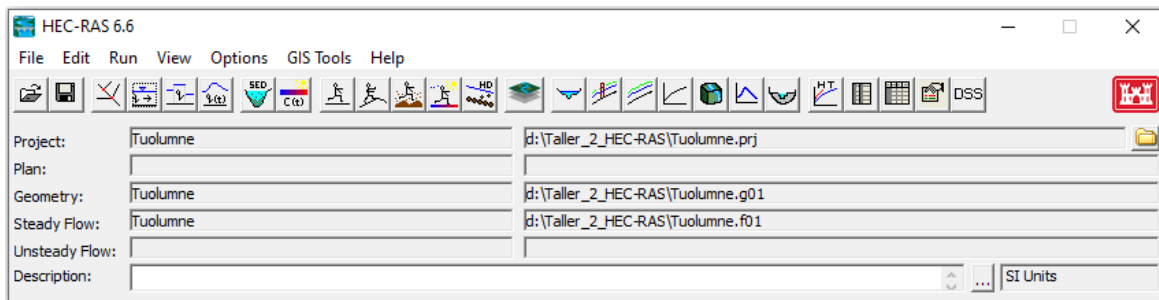 HEC-RAS 6.6
File Edit Run View Options GIS Tools Help
SED C(t) (t) HD HT DSS
Project: Tuolumne d:\Taller_2_HEC-RAS\Tuolumne.prj
Plan:
Geometry: Tuolumne d:\Taller_2_HEC-RAS\Tuolumne.g01
Steady Flow: Tuolumne d:\Taller_2_HEC-RAS\Tuolumne.f01
Unsteady Flow:
Description: ... SI Units